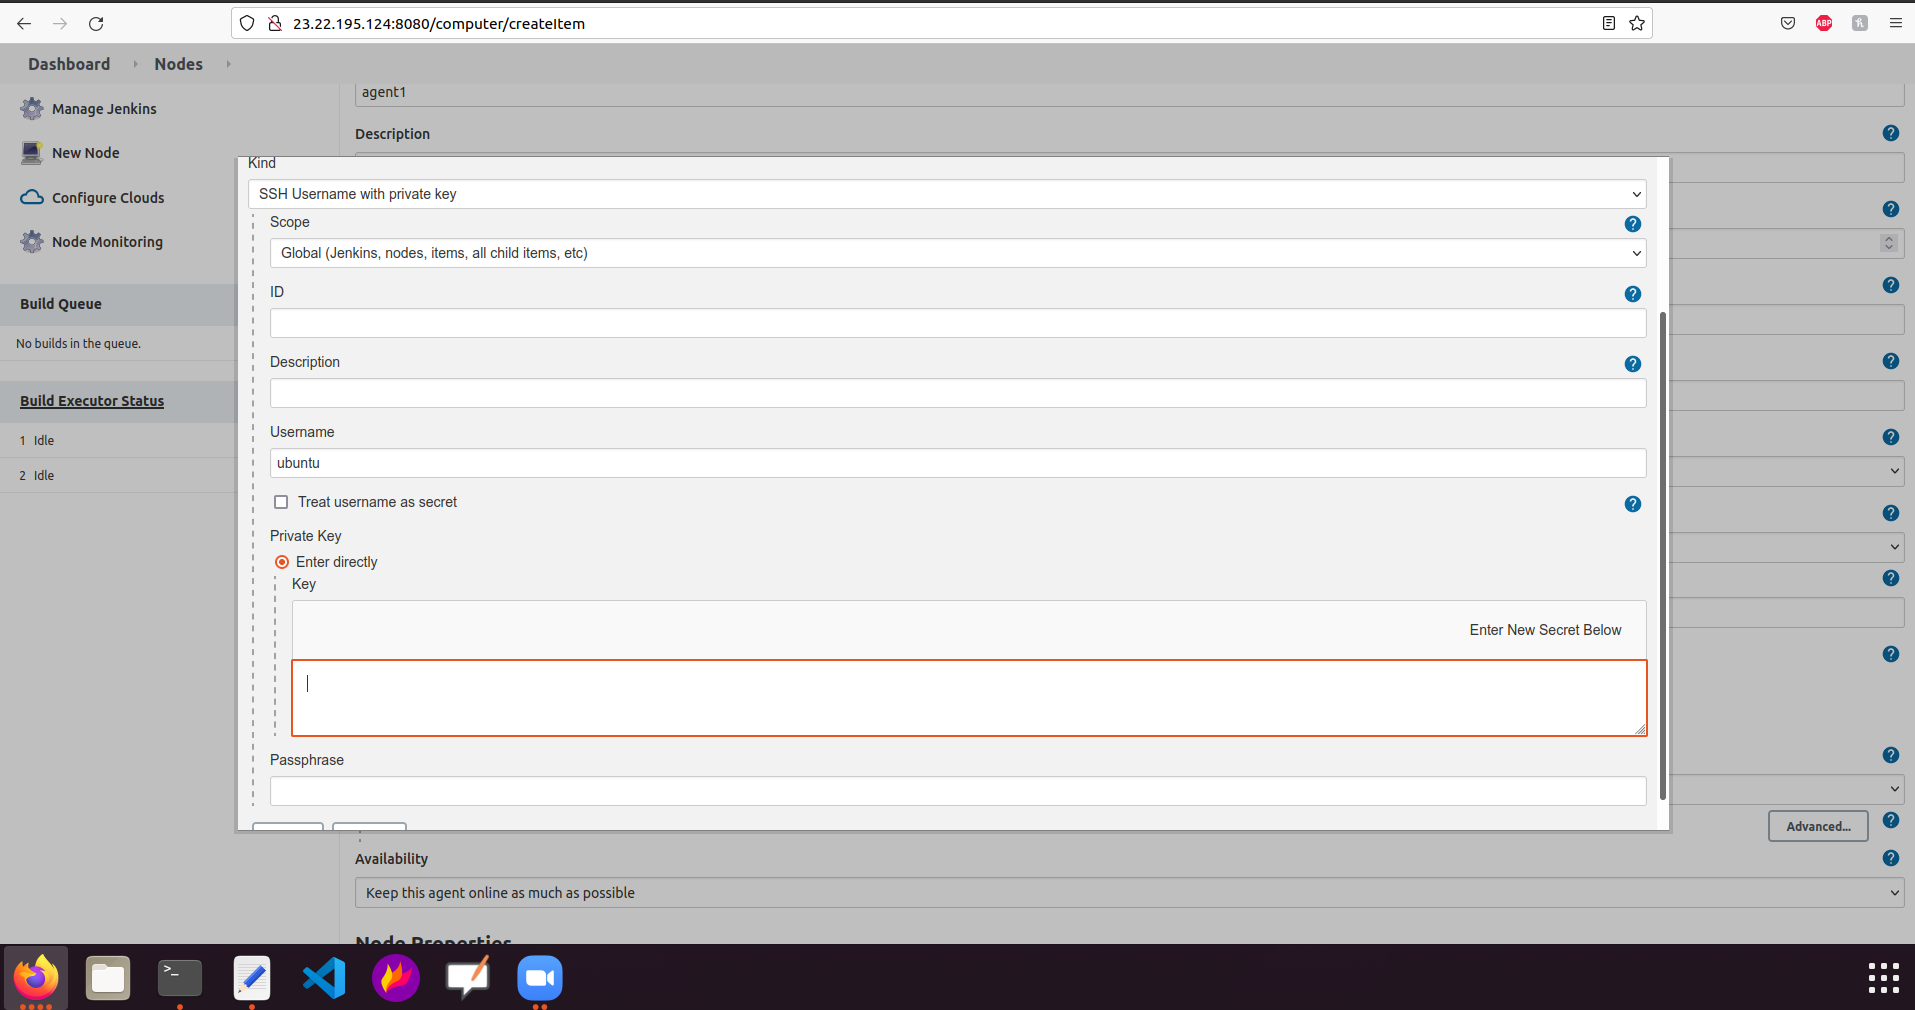 23.22.195.124:8080/computer/createItem
ABP
Dashboard
Nodes
Manage Jenkins
New Node
Configure Clouds
Node Monitoring
Build Queue
No builds in the queue.
Build Executor Status
1 Idle
2 Idle
agent1
Description
Kind
SSH Username with private key
Scope
Global (Jenkins, nodes, items, all child items, etc)
ID
Description
Username
ubuntu
Treat username as secret
Private Key
Enter directly
Key
Enter New Secret Below
Passphrase
Advanced...
Availability
Keep this agent online as much as possible
Node Properties